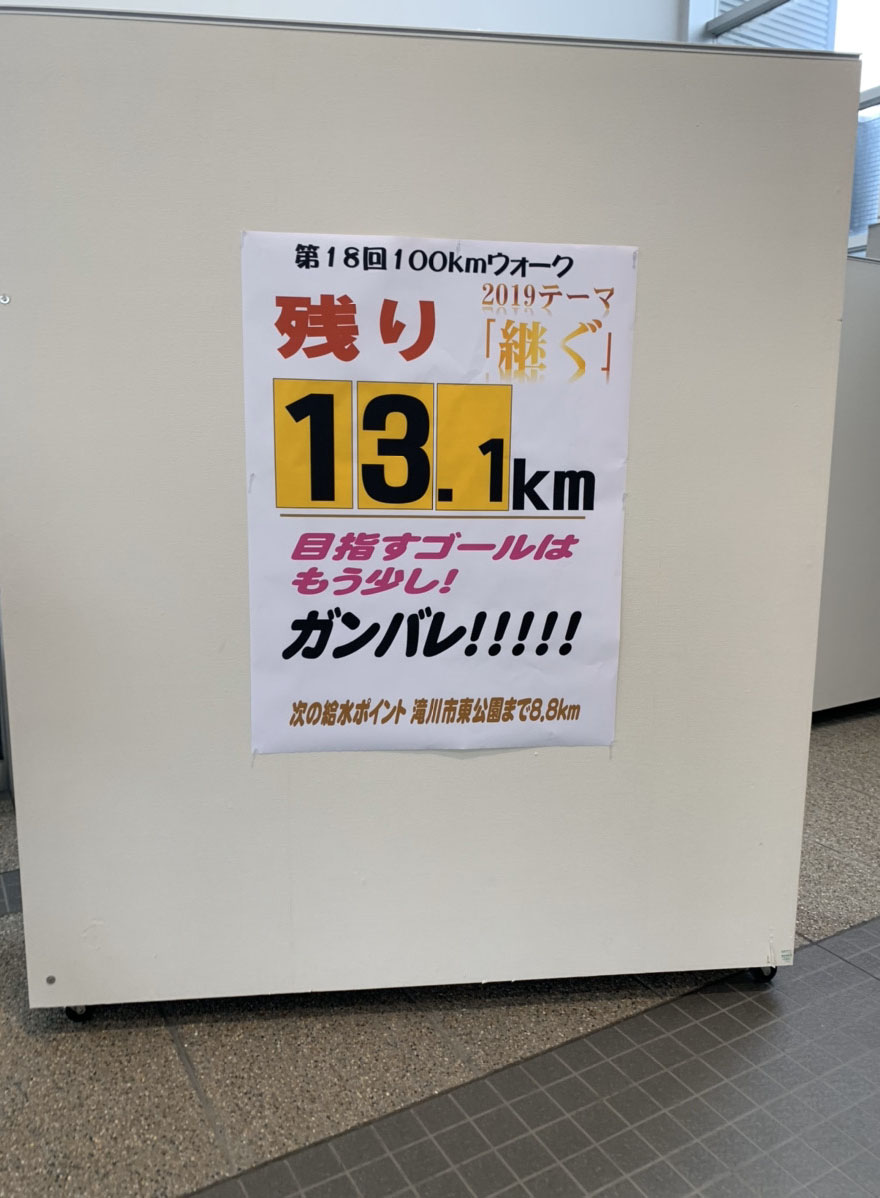 第18回100kmウォーク
残り
2019テーマ
「継ぐ」
13.1km
目指すゴールは
もう少し!
ガンバレ!!!!!
次の給水ポイント 滝川市東公園まで8.8km